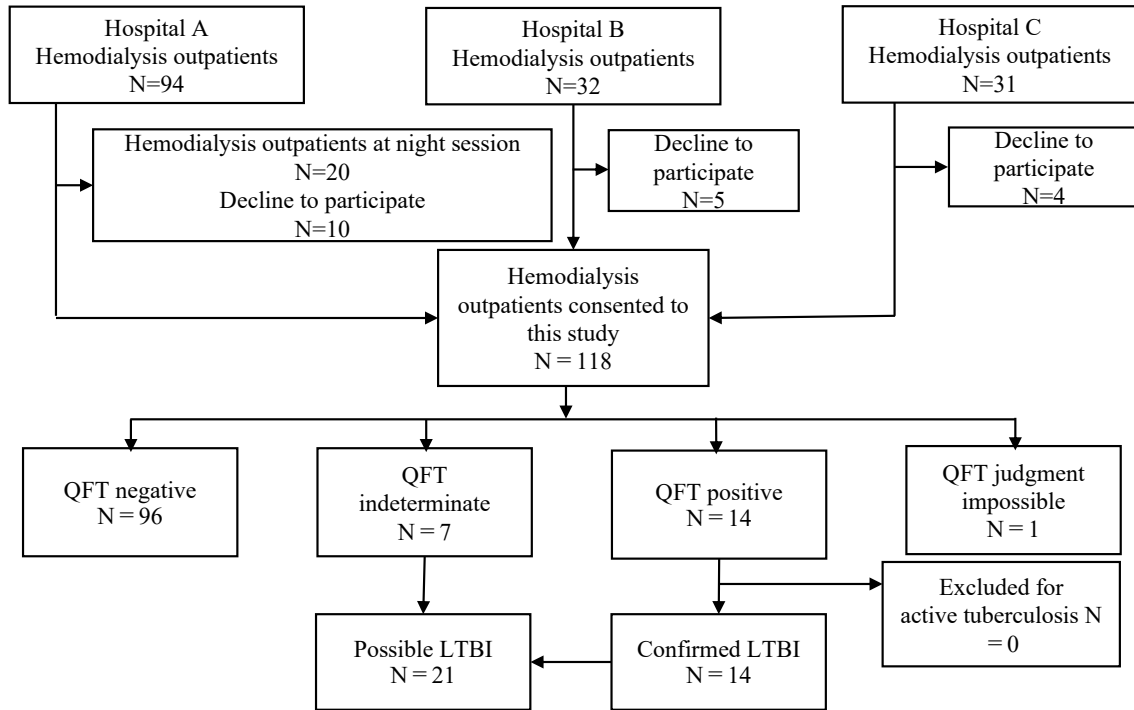 Hospital A
Hemodialysis outpatients
N=94
Hospital B
Hemodialysis outpatients
N=32
Hospital C
Hemodialysis outpatients
N=31
Hemodialysis outpatients at night session
N=20
Decline to participate
N=10
Decline to
participate
N=5
Decline to
participate
N=4
Hemodialysis
outpatients consented to
this study
N = 118
QFT negative
N = 96
QFT
indeterminate
N = 7
QFT positive
N = 14
QFT judgment
impossible
N = 1
Excluded for
active tuberculosis N
= 0
Possible LTBI
N = 21
Confirmed LTBI
N = 14